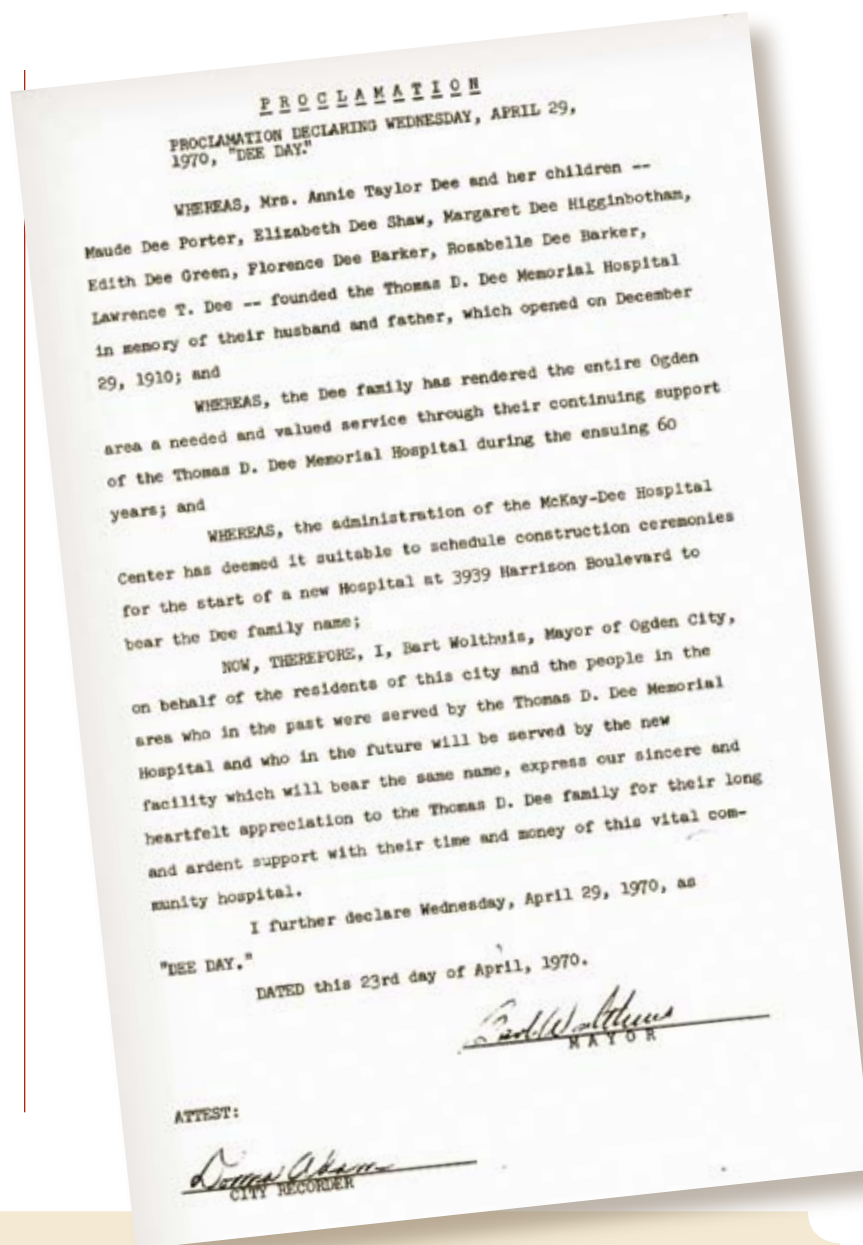 PROCLAMATION
PROCLAMATION DECLARING WEDNESDAY, APRIL 29,
1970, "DEE DAY."
WHEREAS, Mrs. Annie Taylor Dee and her children --
Maude Dee Porter, Elizabeth Dee Shaw, Margaret Dee Higginbotham,
Edith Dee Green, Florence Dee Barker, Rosabelle Dee Barker,
Lawrence T. Dee -- founded the Thomas D. Dee Memorial Hospital
in memory of their husband and father, which opened on December
29, 1910; and
WHEREAS, the Dee family has rendered the entire Ogden
area a needed and valued service through their continuing support
of the Thomas D. Dee Memorial Hospital during the ensuing 60
years; and
WHEREAS, the administration of the McKay-Dee Hospital
Center has deemed it suitable to schedule construction ceremonies
for the start of a new Hospital at 3939 Harrison Boulevard to
bear the Dee family name;
NOW, THEREFORE, I, Bart Wolthuis, Mayor of Ogden City,
on behalf of the residents of this city and the people in the
area who in the past were served by the Thomas D. Dee Memorial
Hospital and who in the future will be served by the new
facility which will bear the same name, express our sincere and
heartfelt appreciation to the Thomas D. Dee family for their long
and ardent support with their time and money of this vital com-
munity hospital.
I further declare Wednesday, April 29, 1970, as
"DEE DAY."
DATED this 23rd day of April, 1970.
Bart Wolthuis
MAYOR
ATTEST:
Donna Adam
CITY RECORDER